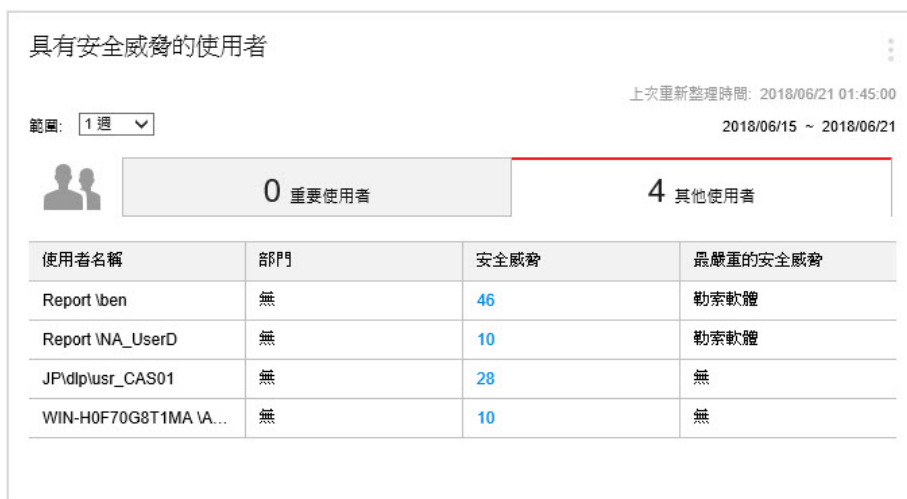 具有安全威脅的使用者
上次重新整理時間: 2018/06/21 01:45:00
範圍: 1 週
2018/06/15 ~ 2018/06/21
0 重要使用者 4 其他使用者
使用者名稱 部門 安全威脅 最嚴重的安全威脅
Report \ben 無 46 勒索軟體
Report \NA_UserD 無 10 勒索軟體
JP\dlp\usr_CAS01 無 28 無
WIN-H0F70G8T1MA \A... 無 10 無